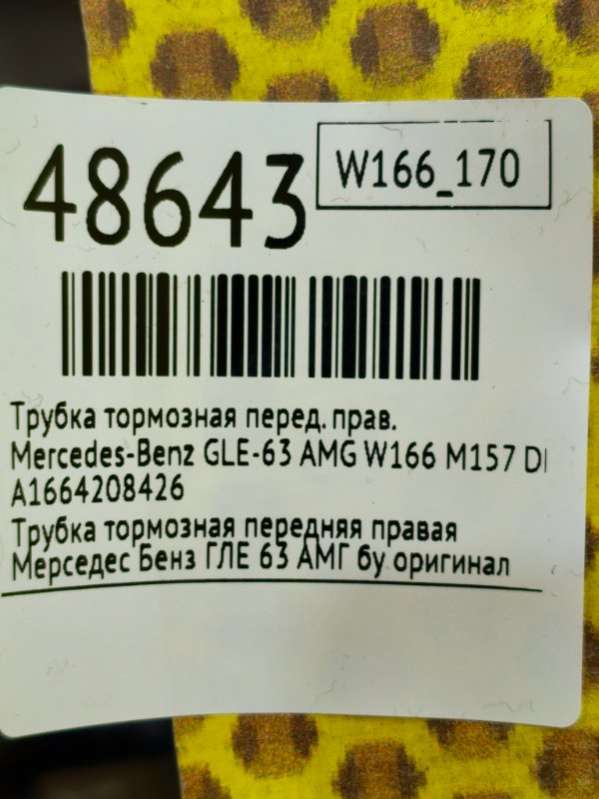 48643
W166_170
Трубка тормозная перед. прав.
Mercedes-Benz GLE-63 AMG W166 M157
A1664208426
Трубка тормозная передняя правая
Мерседес Бенз ГЛЕ 63 АМГ бу оригинал